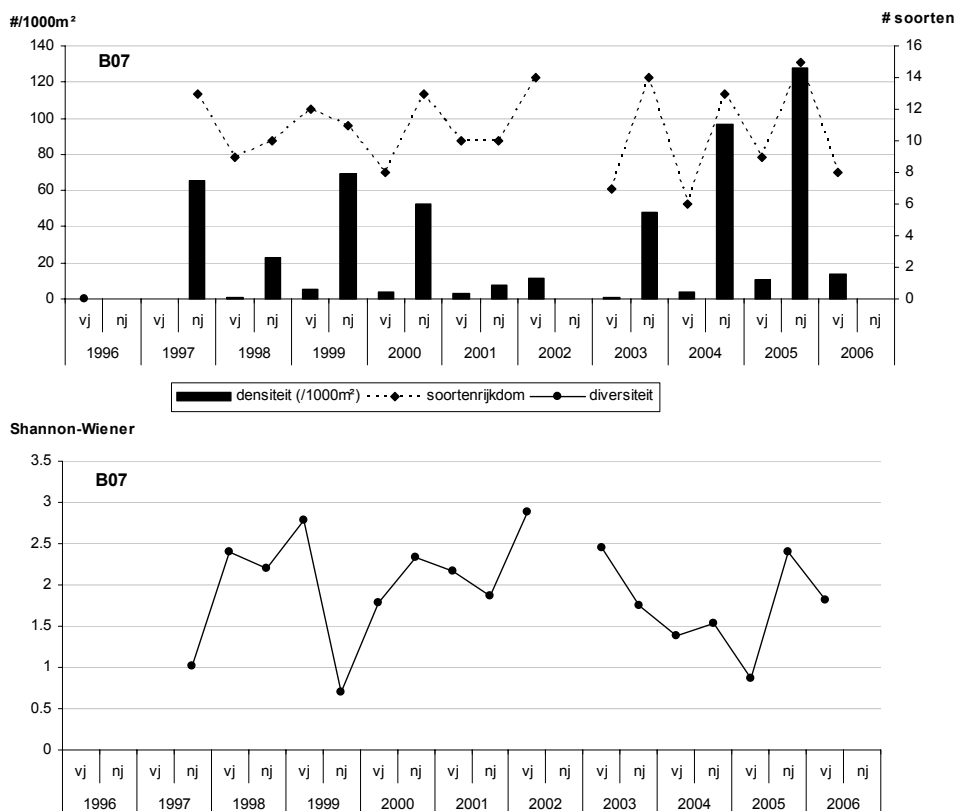 #/1000m² # soorten
B07
140 16
120 14
100 12
80 10
60 8
40 6
20 4
0 2
0
vj nj vj nj vj nj vj nj vj nj vj nj vj nj vj nj vj nj vj nj vj nj
1996 1997 1998 1999 2000 2001 2002 2003 2004 2005 2006
densiteit (/1000m²) soortenrijkdom diversiteit
Shannon-Wiener
B07
3.5
3
2.5
2
1.5
1
0.5
0
vj nj vj nj vj nj vj nj vj nj vj nj vj nj vj nj vj nj vj nj vj nj
1996 1997 1998 1999 2000 2001 2002 2003 2004 2005 2006